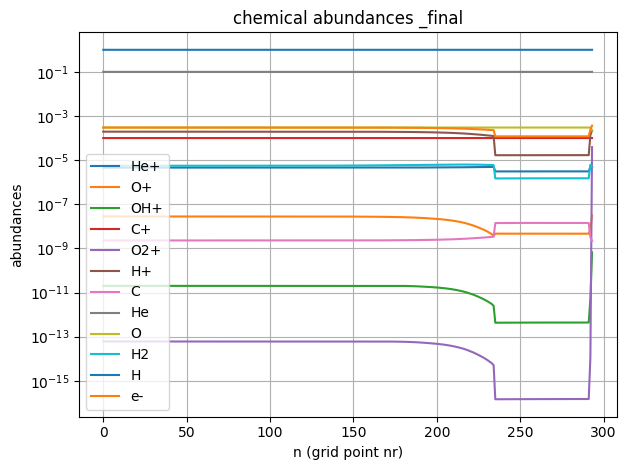 chemical abundances _final
abundances
10⁻¹
10⁻³
10⁻⁵
10⁻⁷
10⁻⁹
10⁻¹¹
10⁻¹³
10⁻¹⁵
He+
O+
OH+
C+
O2+
H+
C
He
O
H2
H
e-
0 50 100 150 200 250 300
n (grid point nr)